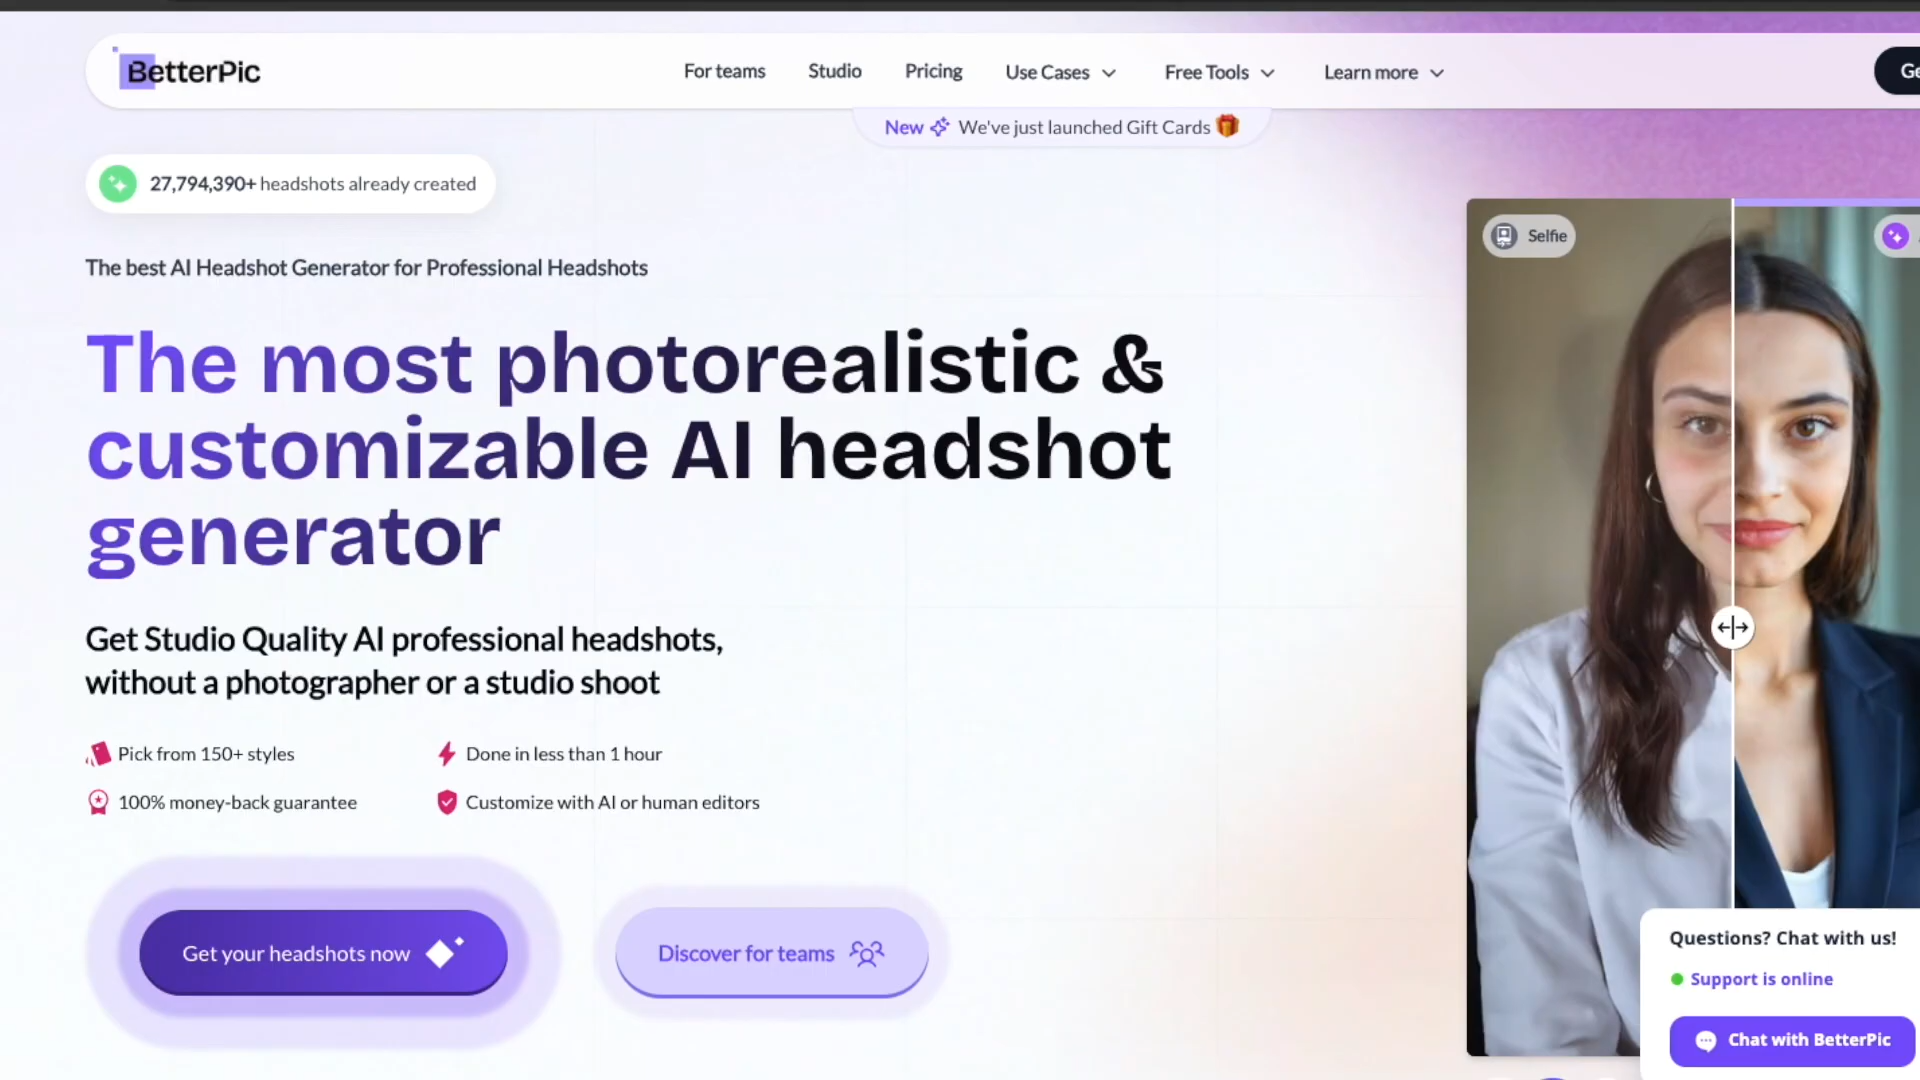 BetterPic
For teams
Studio
Pricing
Use Cases
Free Tools
Learn more
New We've just launched Gift Cards
27,794,390+ headshots already created
The best AI Headshot Generator for Professional Headshots
The most photorealistic &
customizable AI headshot
generator
Get Studio Quality AI professional headshots,
without a photographer or a studio shoot
Pick from 150+ styles
Done in less than 1 hour
100% money-back guarantee
Customize with AI or human editors
Get your headshots now
Discover for teams
Selfie
Questions? Chat with us!
Support is online
Chat with BetterPic